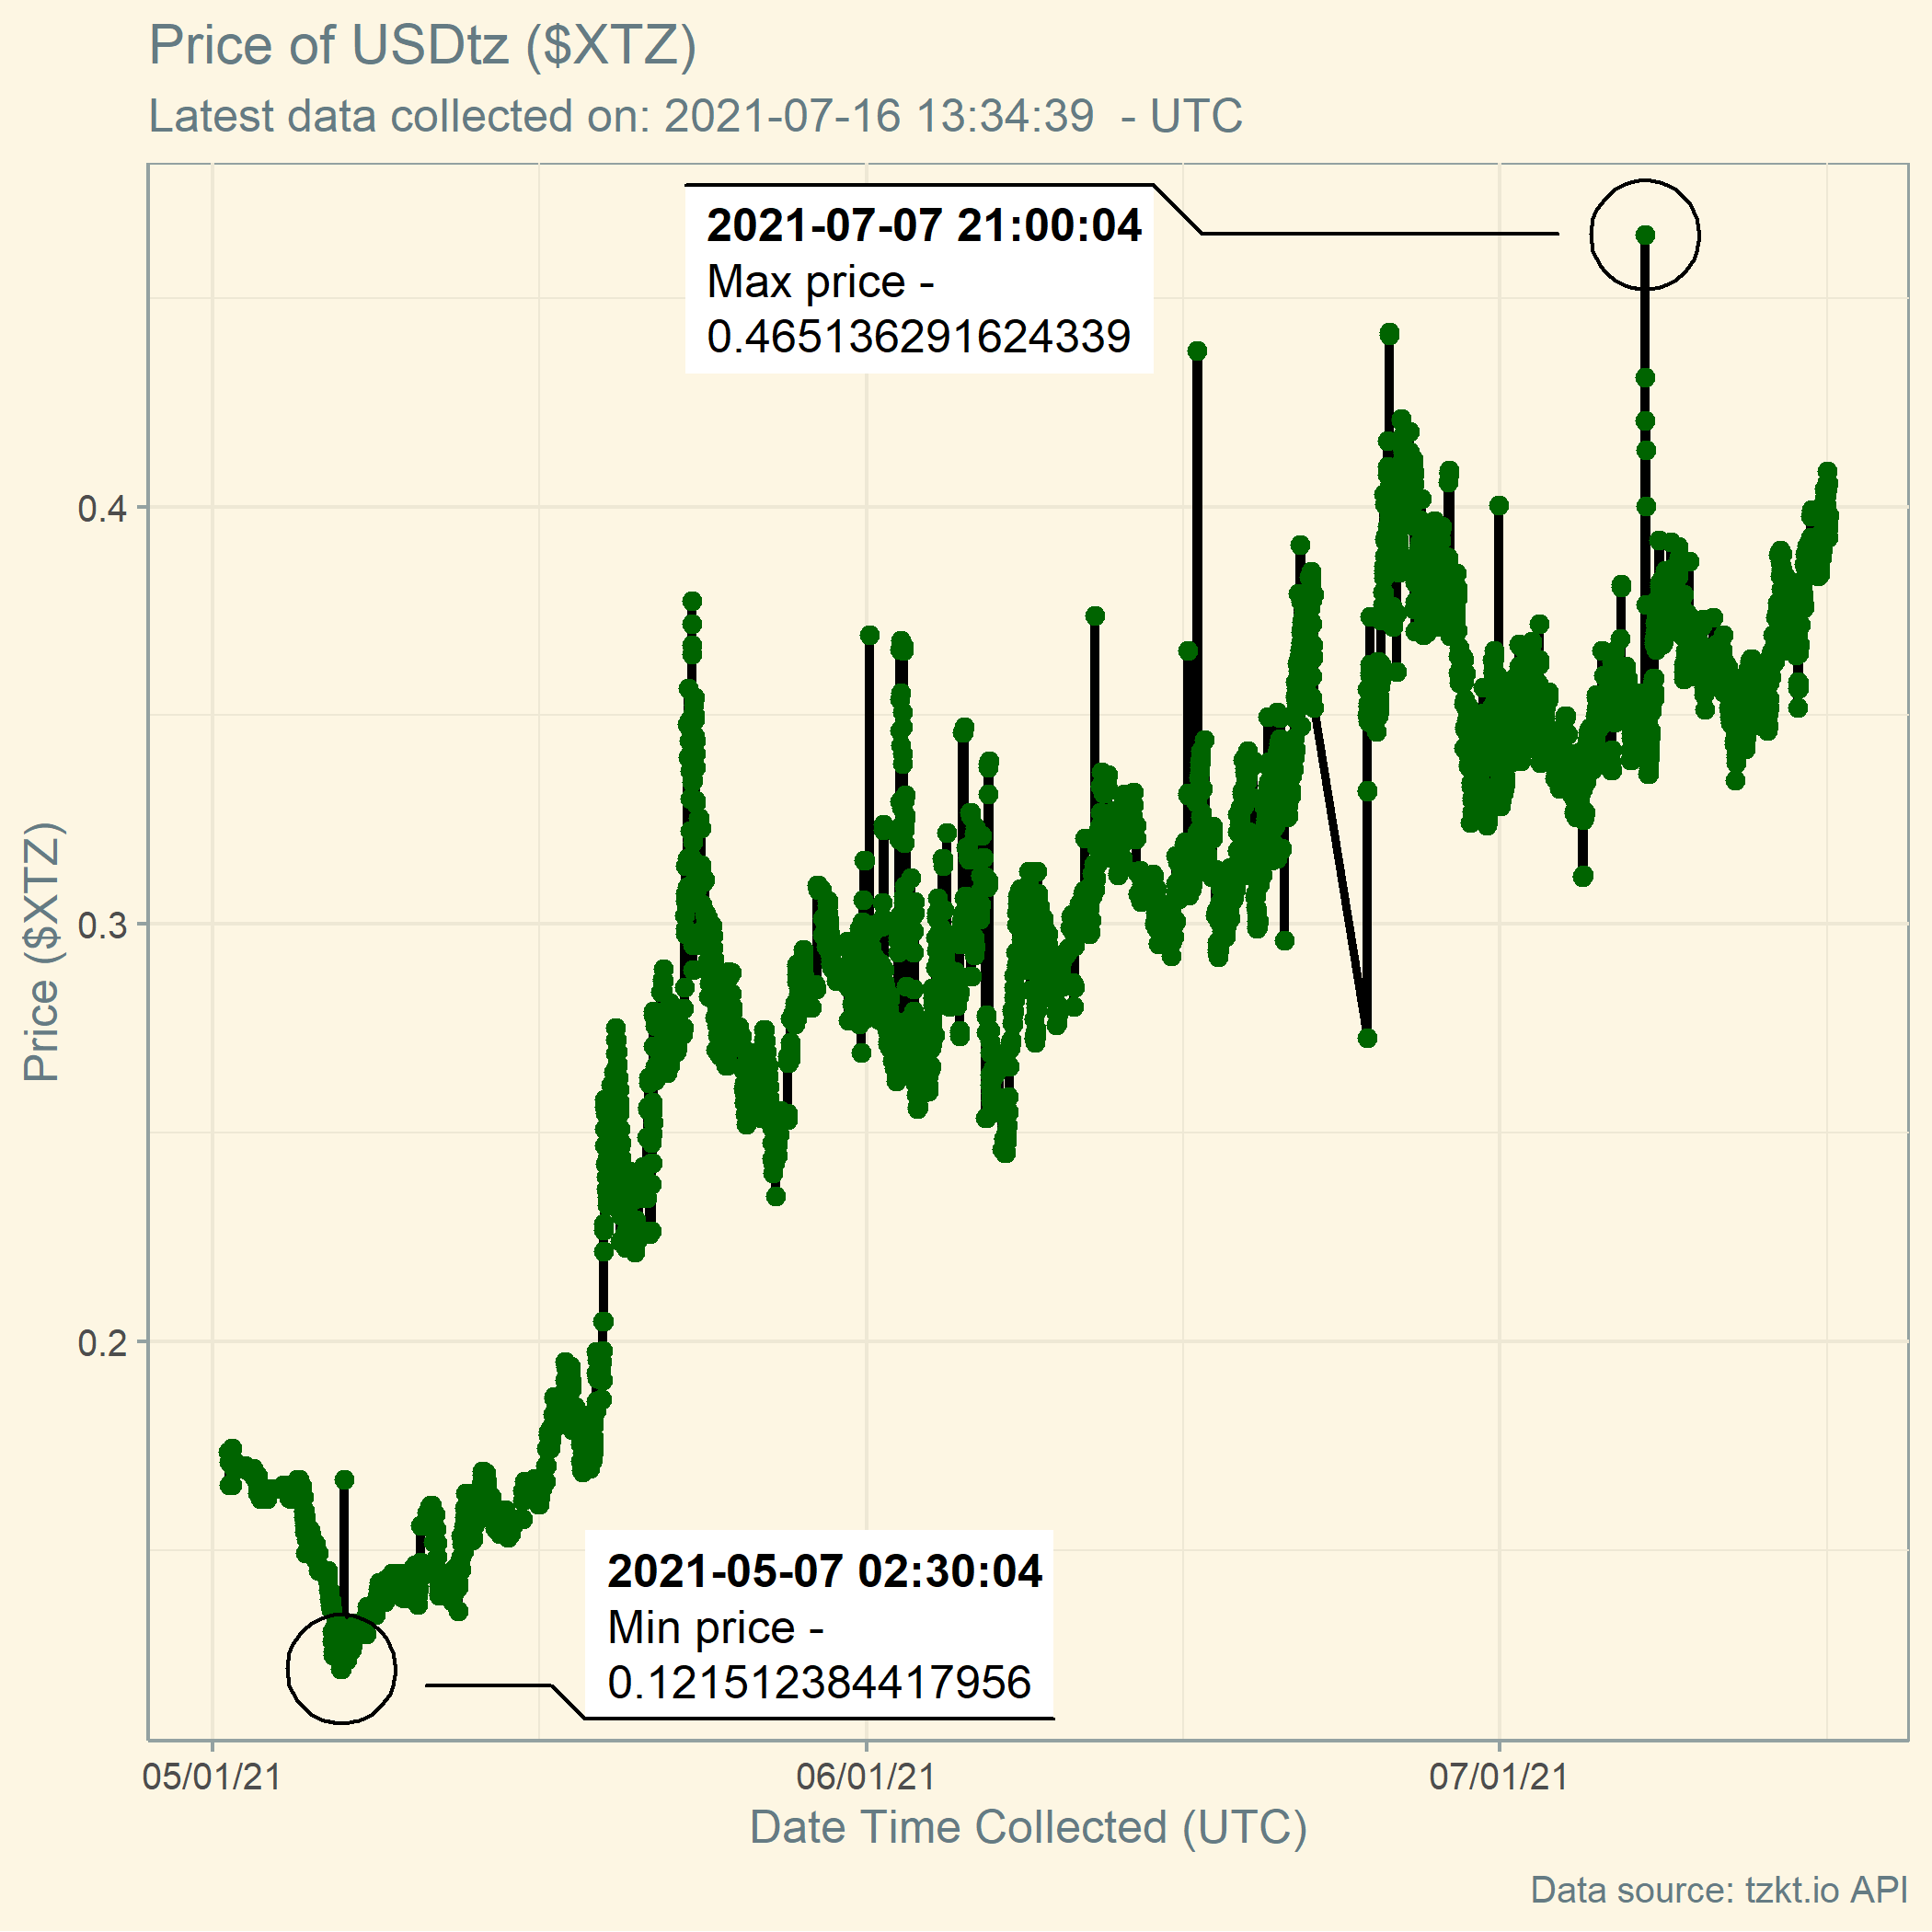 Price of USDtz ($XTZ)
Latest data collected on: 2021-07-16 13:34:39  - UTC
2021-07-07 21:00:04
Max price -
0.465136291624339
0.4
0.3
0.2
Price ($XTZ)
2021-05-07 02:30:04
Min price -
0.121512384417956
05/01/21
06/01/21
07/01/21
Date Time Collected (UTC)
Data source: tzkt.io API